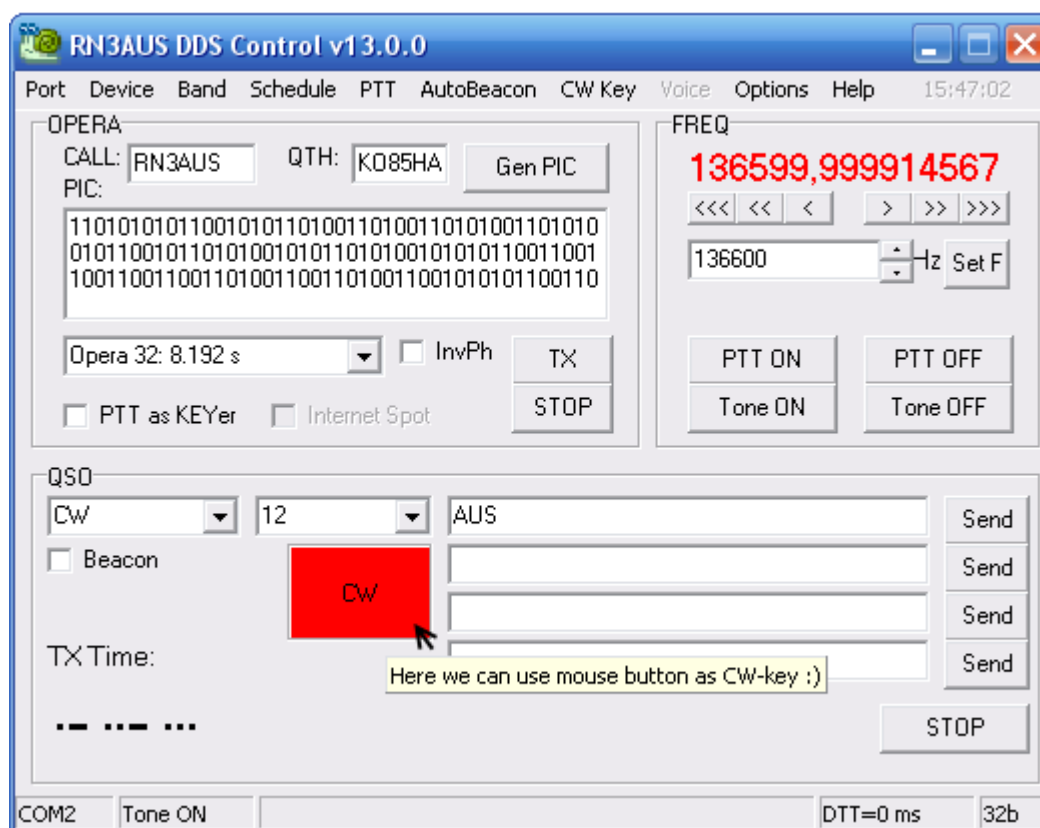 RN3AUS DDS Control v13.0.0
Port Device Band Schedule PTT AutoBeacon CW Key Voice Options Help 15:47:02
OPERA
CALL: RN3AUS QTH: KO85HA Gen PIC
PIC:
11010101011001010110100110100110101001101010
01011001011010100101011010100101010110011001
10011001100110100110011010011001010101100110
Opera 32: 8.192 s InvPh TX
PTT as KEYer Internet Spot STOP
FREQ
136599,999914567
<<< << < > >> >>>
136600 Hz Set F
PTT ON PTT OFF
Tone ON Tone OFF
QSO
CW 12 AUS Send
Beacon Send
CW
Send
TX Time: Send
Here we can use mouse button as CW-key :)
.- ..- ...
STOP
COM2 Tone ON DTT=0 ms 32b